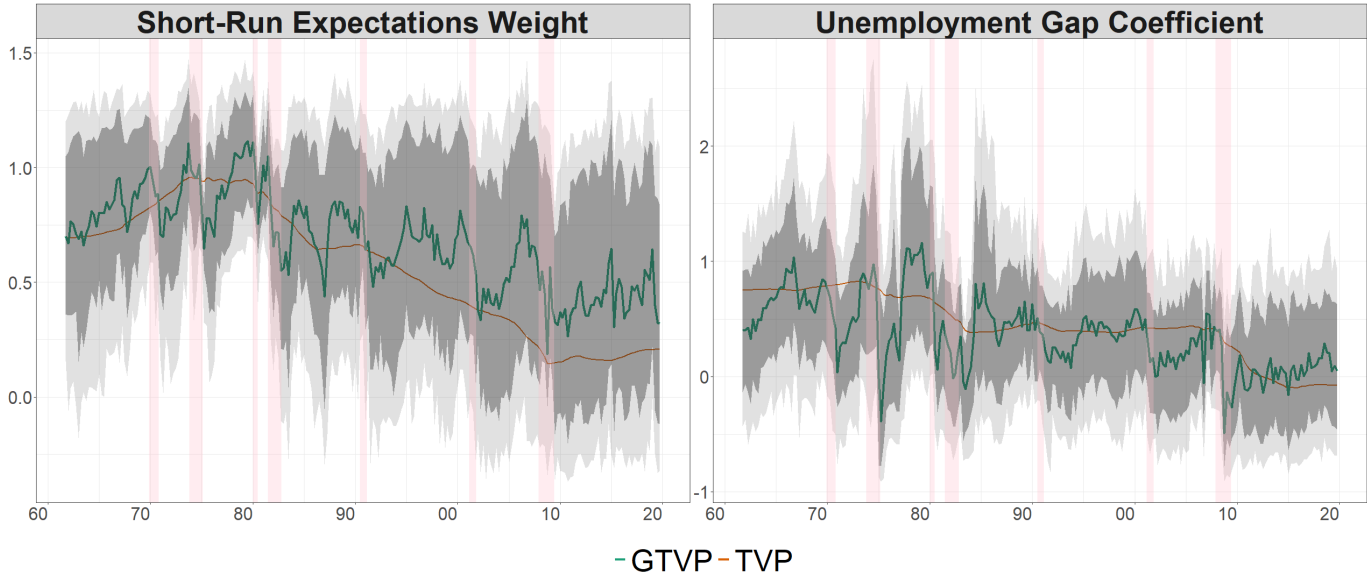 Short-Run Expectations Weight
1.5
1.0
0.5
0.0
60 70 80 90 00 10 20
Unemployment Gap Coefficient
2
1
0
-1
60 70 80 90 00 10 20
GTVP TVP